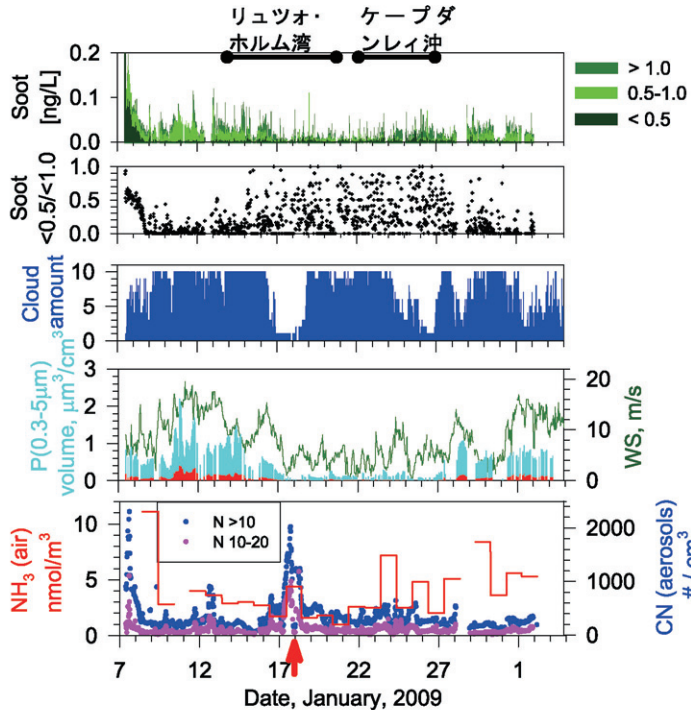 リュツォ・
ホルム湾
ケープダ
ンレイ沖
Soot
[ng/L]
0.2
0.1
0.0
> 1.0
0.5-1.0
< 0.5
Soot
<0.5/<1.0
1.0
0.5
0.0
Cloud
amount
10
5
0
P(0.3-5μm)
volume, μm³/cm³
3
2
1
0
20
10
0
WS, m/s
NH₃ (air)
nmol/m³
10
5
0
N >10
N 10-20
2000
1000
0
CN (aerosols)
# / cm³
7
12
17
22
27
1
Date, January, 2009